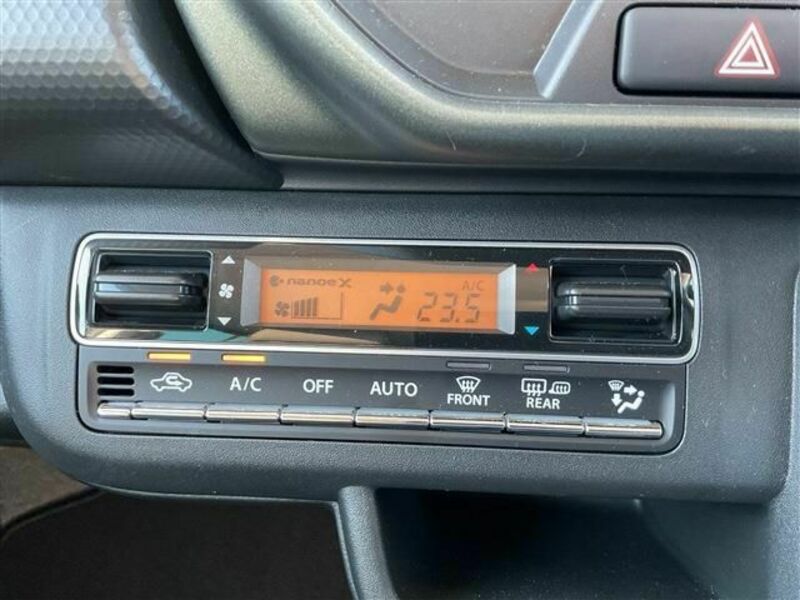 nanoeX
A/C
23.5
A/C
OFF
AUTO
FRONT
REAR